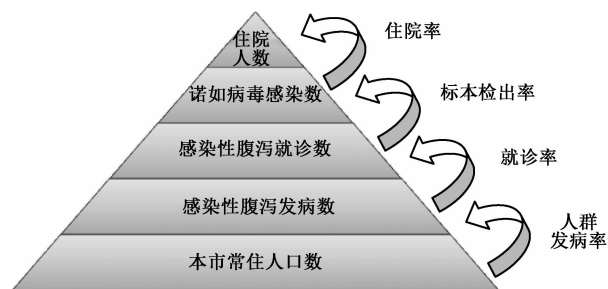 住院
人数
住院率
诺如病毒感染数
标本检出率
感染性腹泻就诊数
就诊率
感染性腹泻发病数
人群
发病率
本市常住人口数